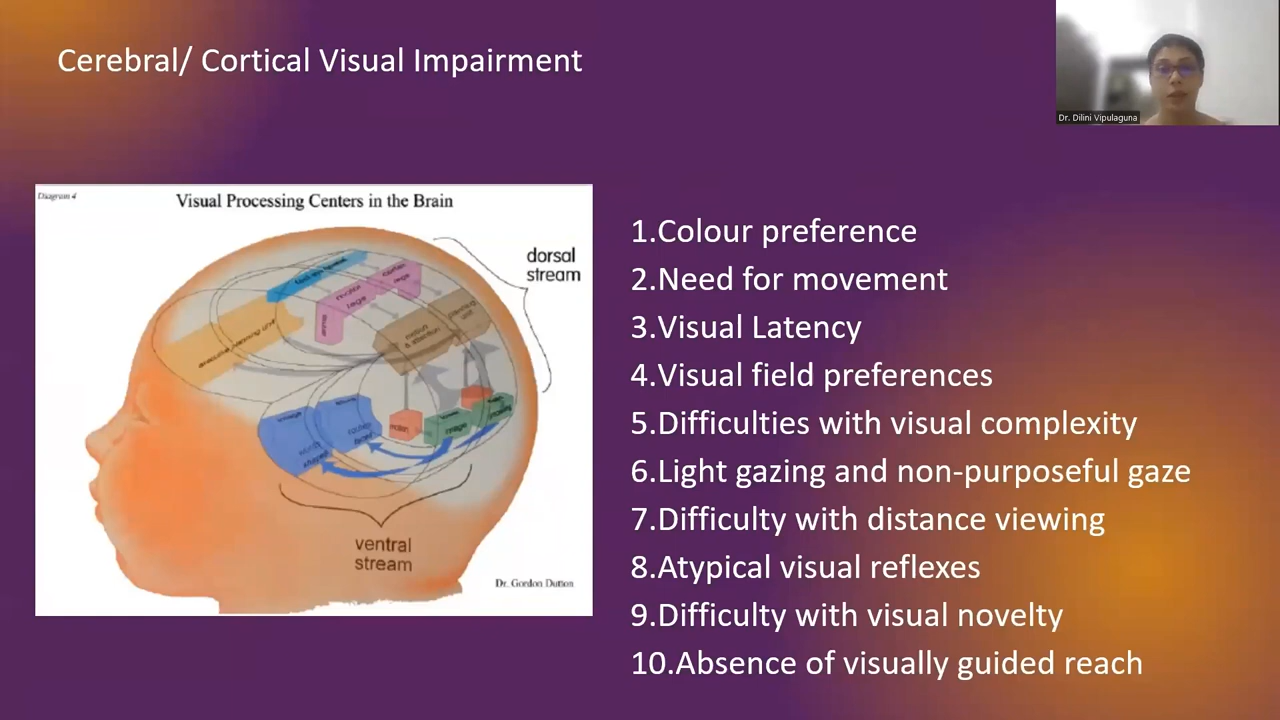 Cerebral/ Cortical Visual Impairment
Dr. Dilini Vipulaguna
Diagram 4
Visual Processing Centers in the Brain
dorsal
stream
ventral
stream
Dr. Gordon Dutton
1.Colour preference
2.Need for movement
3.Visual Latency
4.Visual field preferences
5.Difficulties with visual complexity
6.Light gazing and non-purposeful gaze
7.Difficulty with distance viewing
8.Atypical visual reflexes
9.Difficulty with visual novelty
10.Absence of visually guided reach